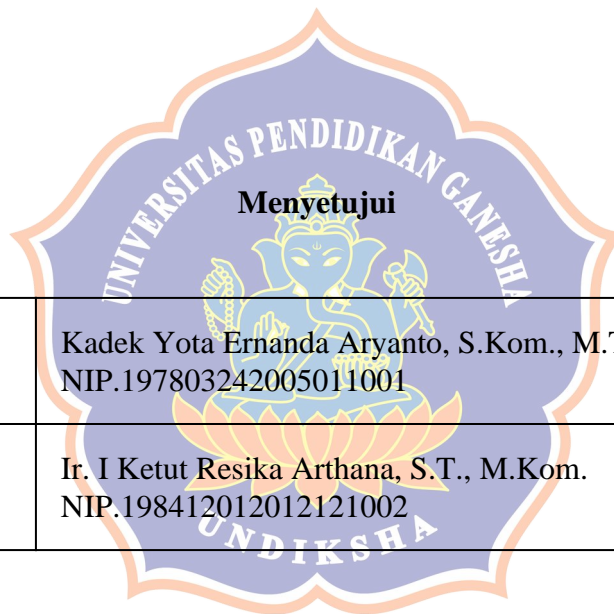 UNIVERSITAS PENDIDIKAN GANESHA
Menyetujui
Kadek Yota Ernanda Aryanto, S.Kom., M.T
NIP.197803242005011001
Ir. I Ketut Resika Arthana, S.T., M.Kom.
NIP.198412012012121002
UNDIKSHA